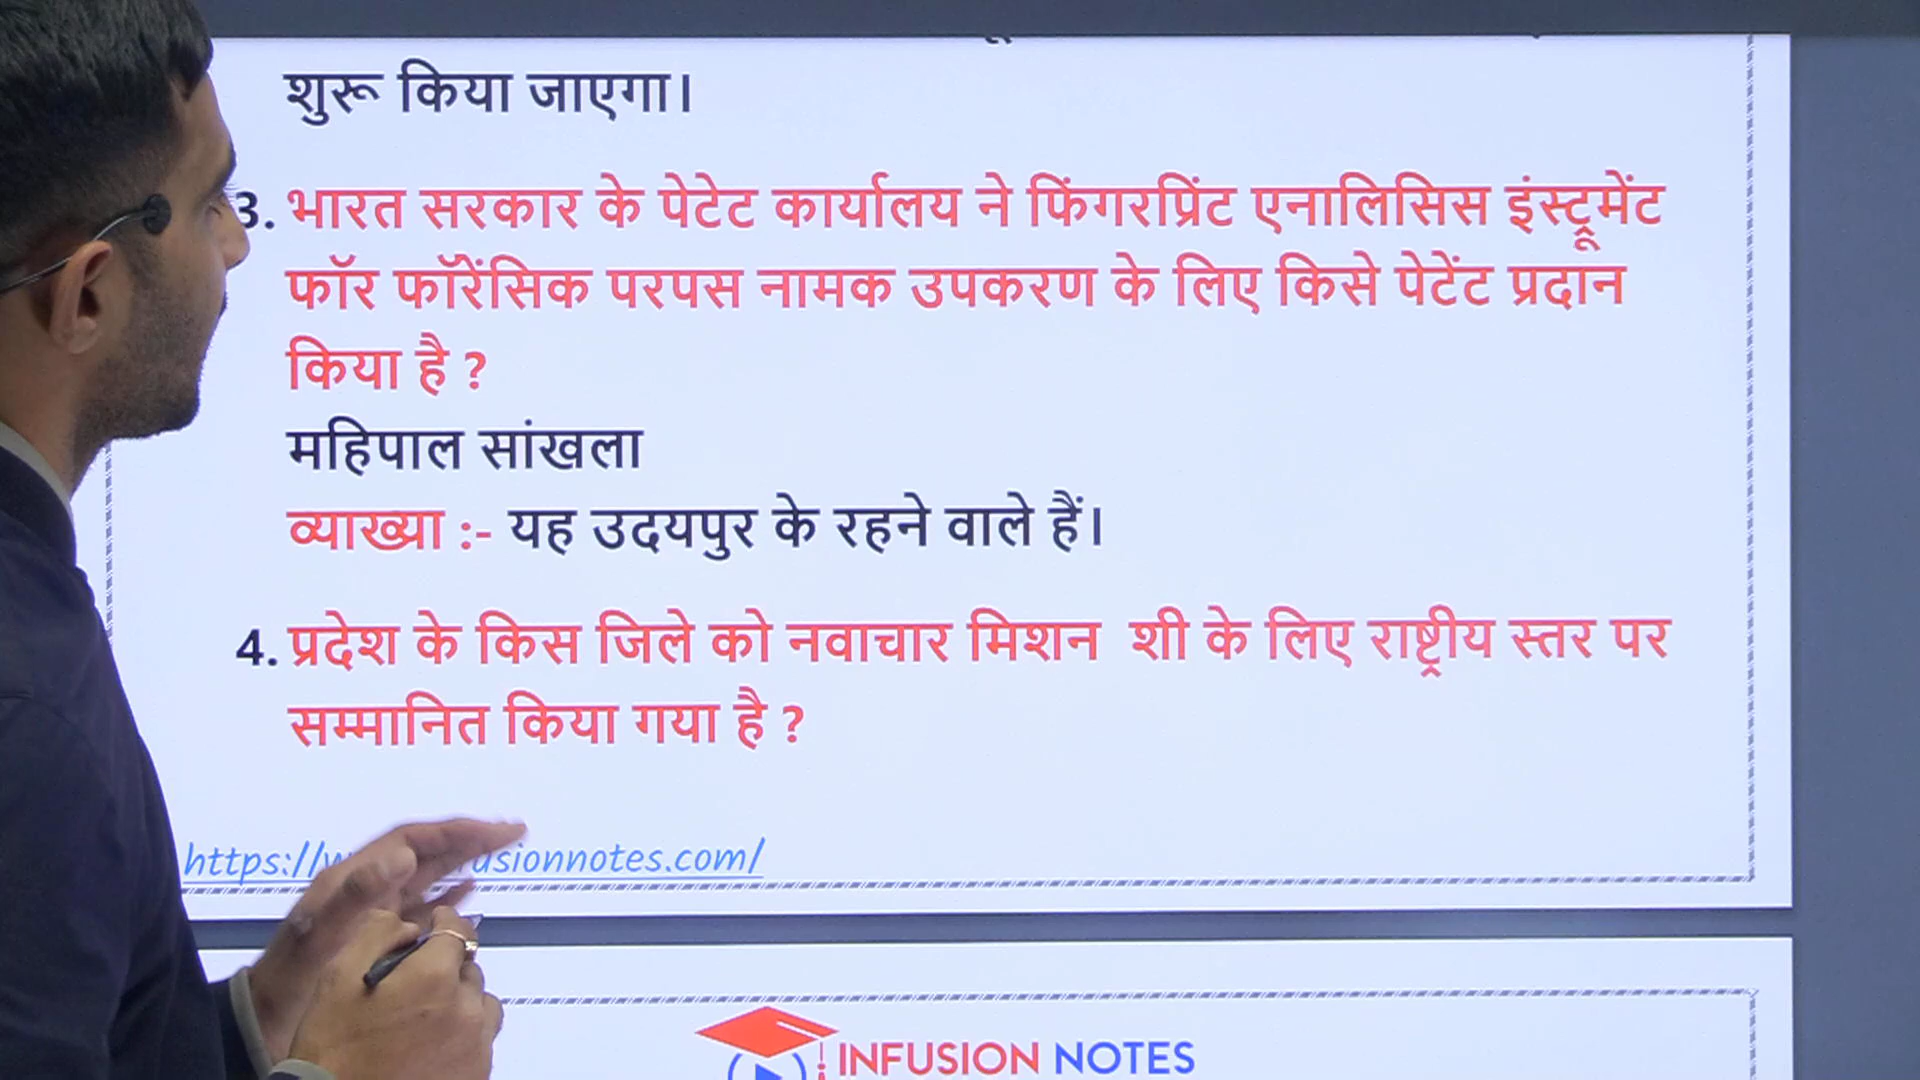 शुरू किया जाएगा।
3. भारत सरकार के पेटेट कार्यालय ने फिंगरप्रिंट एनालिसिस इंस्ट्रूमेंट
फॉर फॉरेंसिक परपस नामक उपकरण के लिए किसे पेटेंट प्रदान
किया है ?
महिपाल सांखला
व्याख्या :- यह उदयपुर के रहने वाले हैं।
4. प्रदेश के किस जिले को नवाचार मिशन शी के लिए राष्ट्रीय स्तर पर
सम्मानित किया गया है ?
https://w usionnotes.com/
INFUSION NOTES